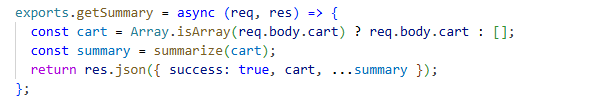 exports.getSummary = async (req, res) => {
  const cart = Array.isArray(req.body.cart) ? req.body.cart : [];
  const summary = summarize(cart);
  return res.json({ success: true, cart, ...summary });
};